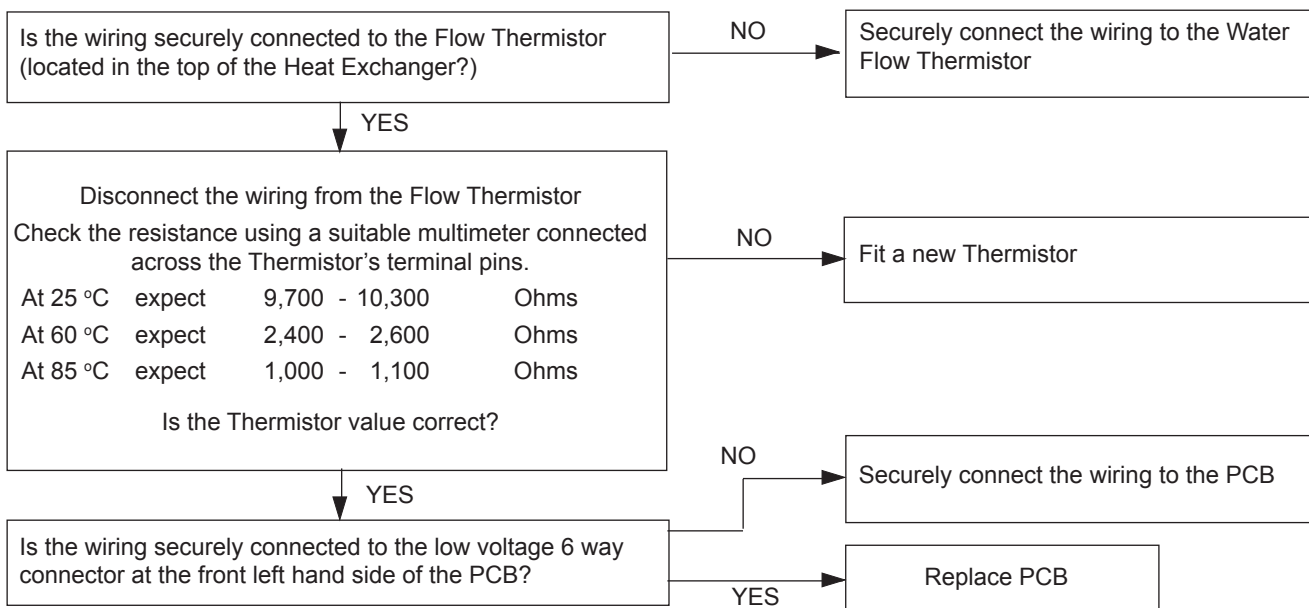 Is the wiring securely connected to the Flow Thermistor
(located in the top of the Heat Exchanger?)
NO
Securely connect the wiring to the Water
Flow Thermistor
YES
Disconnect the wiring from the Flow Thermistor
Check the resistance using a suitable multimeter connected
across the Thermistor’s terminal pins.
At 25 ºC expect 9,700 - 10,300 Ohms
At 60 ºC expect 2,400 - 2,600 Ohms
At 85 ºC expect 1,000 - 1,100 Ohms
Is the Thermistor value correct?
NO
Fit a new Thermistor
YES
Is the wiring securely connected to the low voltage 6 way
connector at the front left hand side of the PCB?
NO
Securely connect the wiring to the PCB
YES
Replace PCB